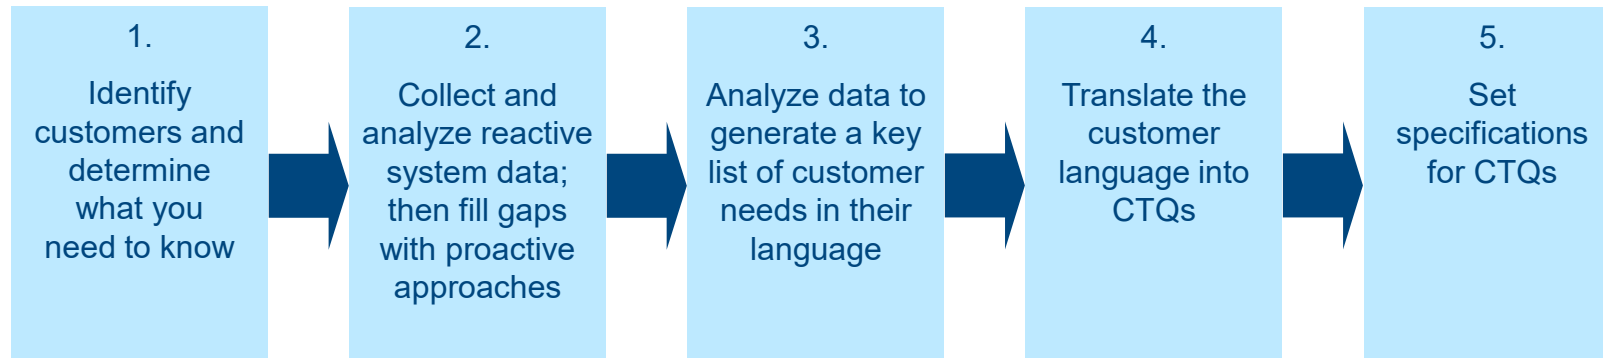 1.
Identify
customers and
determine
what you
need to know
2.
Collect and
analyze reactive
system data;
then fill gaps
with proactive
approaches
3.
Analyze data to
generate a key
list of customer
needs in their
language
4.
Translate the
customer
language into
CTQs
5.
Set
specifications
for CTQs